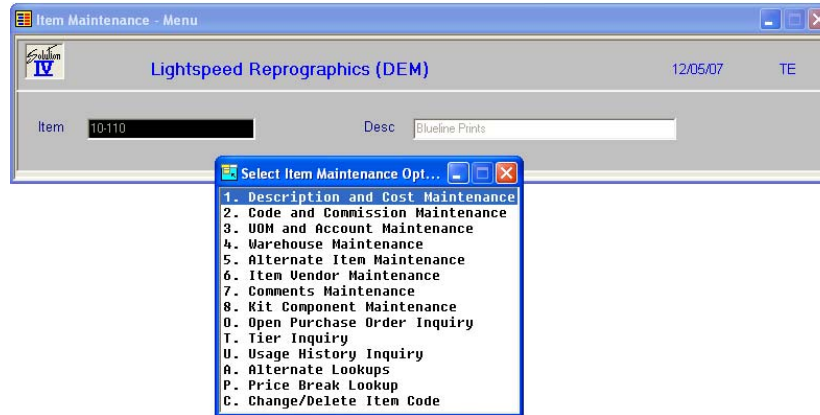 Item Maintenance - Menu
Solution
IV
Lightspeed Reprographics (DEM) 12/05/07 TE
Item 10-110 Desc Blueline Prints
Select Item Maintenance Opt...
1. Description and Cost Maintenance
2. Code and Commission Maintenance
3. UOM and Account Maintenance
4. Warehouse Maintenance
5. Alternate Item Maintenance
6. Item Vendor Maintenance
7. Comments Maintenance
8. Kit Component Maintenance
O. Open Purchase Order Inquiry
T. Tier Inquiry
U. Usage History Inquiry
A. Alternate Lookups
P. Price Break Lookup
C. Change/Delete Item Code